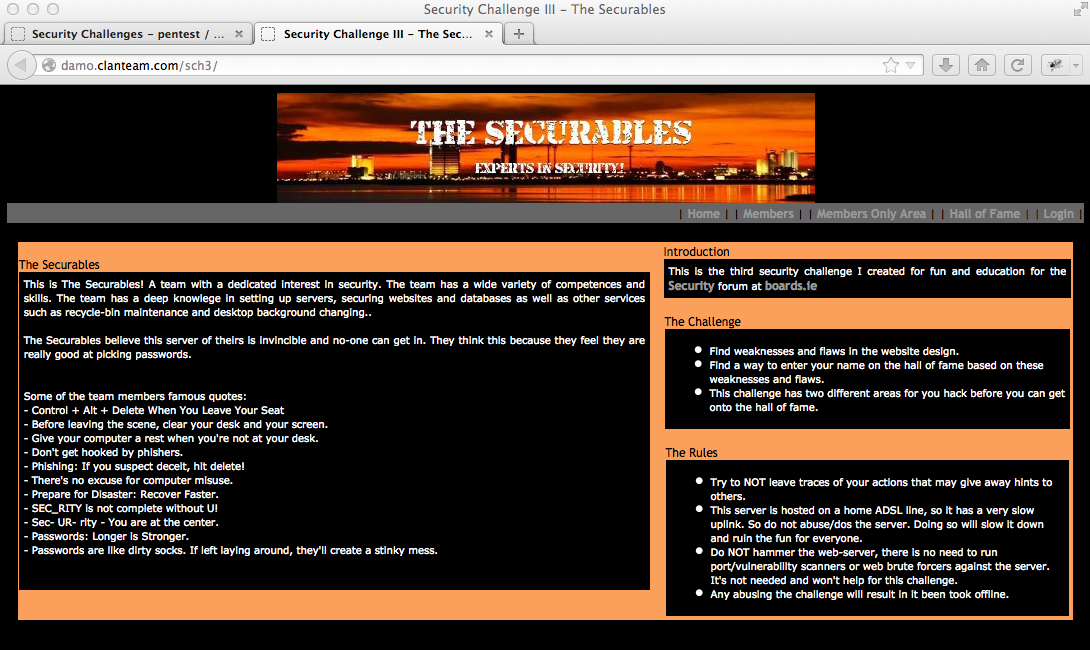 Security Challenge III – The Securables
Security Challenges – pentest / ...
Security Challenge III – The Sec...
damo.clanteam.com/sch3/
THE SECURABLES
EXPERTS IN SECURITY!
| Home | | Members | | Members Only Area | | Hall of Fame | | Login |
The Securables
This is The Securables! A team with a dedicated interest in security. The team has a wide variety of competences and
skills. The team has a deep knowlege in setting up servers, securing websites and databases as well as other services
such as recycle-bin maintenance and desktop background changing..
The Securables believe this server of theirs is invincible and no-one can get in. They think this because they feel they are
really good at picking passwords.
Some of the team members famous quotes:
- Control + Alt + Delete When You Leave Your Seat
- Before leaving the scene, clear your desk and your screen.
- Give your computer a rest when you're not at your desk.
- Don't get hooked by phishers.
- Phishing: If you suspect deceit, hit delete!
- There's no excuse for computer misuse.
- Prepare for Disaster: Recover Faster.
- SEC_RITY is not complete without U!
- Sec- UR- rity - You are at the center.
- Passwords: Longer is Stronger.
- Passwords are like dirty socks. If left laying around, they'll create a stinky mess.
Introduction
This is the third security challenge I created for fun and education for the
Security forum at boards.ie
The Challenge
• Find weaknesses and flaws in the website design.
• Find a way to enter your name on the hall of fame based on these
weaknesses and flaws.
• This challenge has two different areas for you hack before you can get
onto the hall of fame.
The Rules
• Try to NOT leave traces of your actions that may give away hints to
others.
• This server is hosted on a home ADSL line, so it has a very slow
uplink. So do not abuse/dos the server. Doing so will slow it down
and ruin the fun for everyone.
• Do NOT hammer the web-server, there is no need to run
port/vulnerability scanners or web brute forcers against the server.
It's not needed and won't help for this challenge.
• Any abusing the challenge will result in it been took offline.